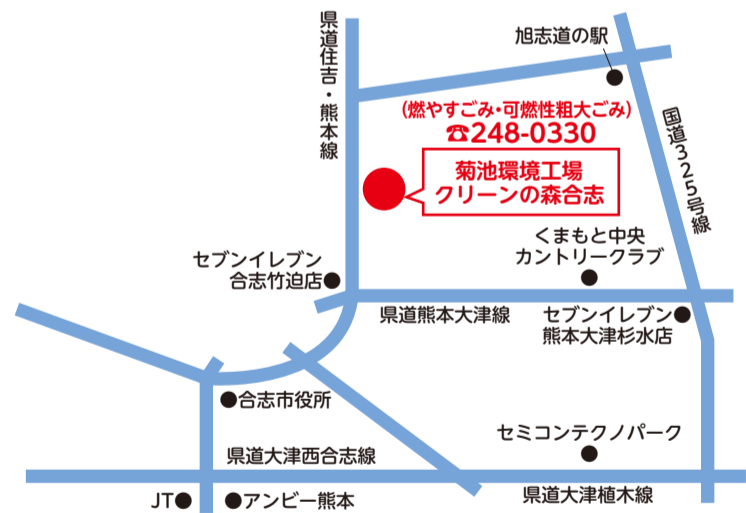 県道住吉・熊本線
旭志道の駅
(燃やすごみ・可燃性粗大ごみ)
☎248-0330
菊池環境工場
クリーンの森合志
国道325号線
くまもと中央
カントリークラブ
セブンイレブン
合志竹迫店
県道熊本大津線
セブンイレブン
熊本大津杉水店
合志市役所
セミコンテクノパーク
県道大津西合志線
県道大津植木線
JT
アンビー熊本